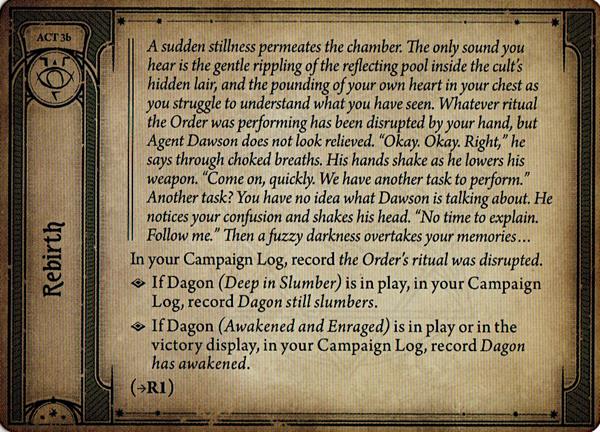 ACT 3b
Rebirth
A sudden stillness permeates the chamber. The only sound you
hear is the gentle rippling of the reflecting pool inside the cult's
hidden lair, and the pounding of your own heart in your chest as
you struggle to understand what you have seen. Whatever ritual
the Order was performing has been disrupted by your hand, but
Agent Dawson does not look relieved. “Okay. Okay. Right,” he
says through choked breaths. His hands shake as he lowers his
weapon. “Come on, quickly. We have another task to perform.”
Another task? You have no idea what Dawson is talking about. He
notices your confusion and shakes his head. “No time to explain.
Follow me.” Then a fuzzy darkness overtakes your memories…
In your Campaign Log, record the Order's ritual was disrupted.
If Dagon (Deep in Slumber) is in play, in your Campaign
Log, record Dagon still slumbers.
If Dagon (Awakened and Enraged) is in play or in the
victory display, in your Campaign Log, record Dagon
has awakened.
(→R1)